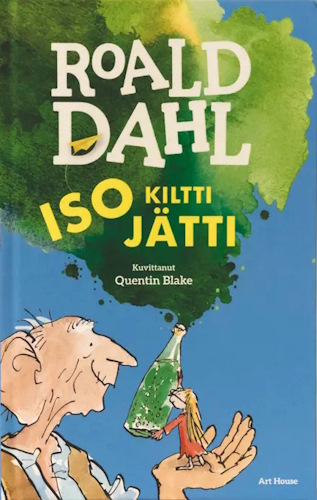 ROALD
DAHL
ISO KILTTI
JÄTTI
Kuvittanut
Quentin Blake
Art House